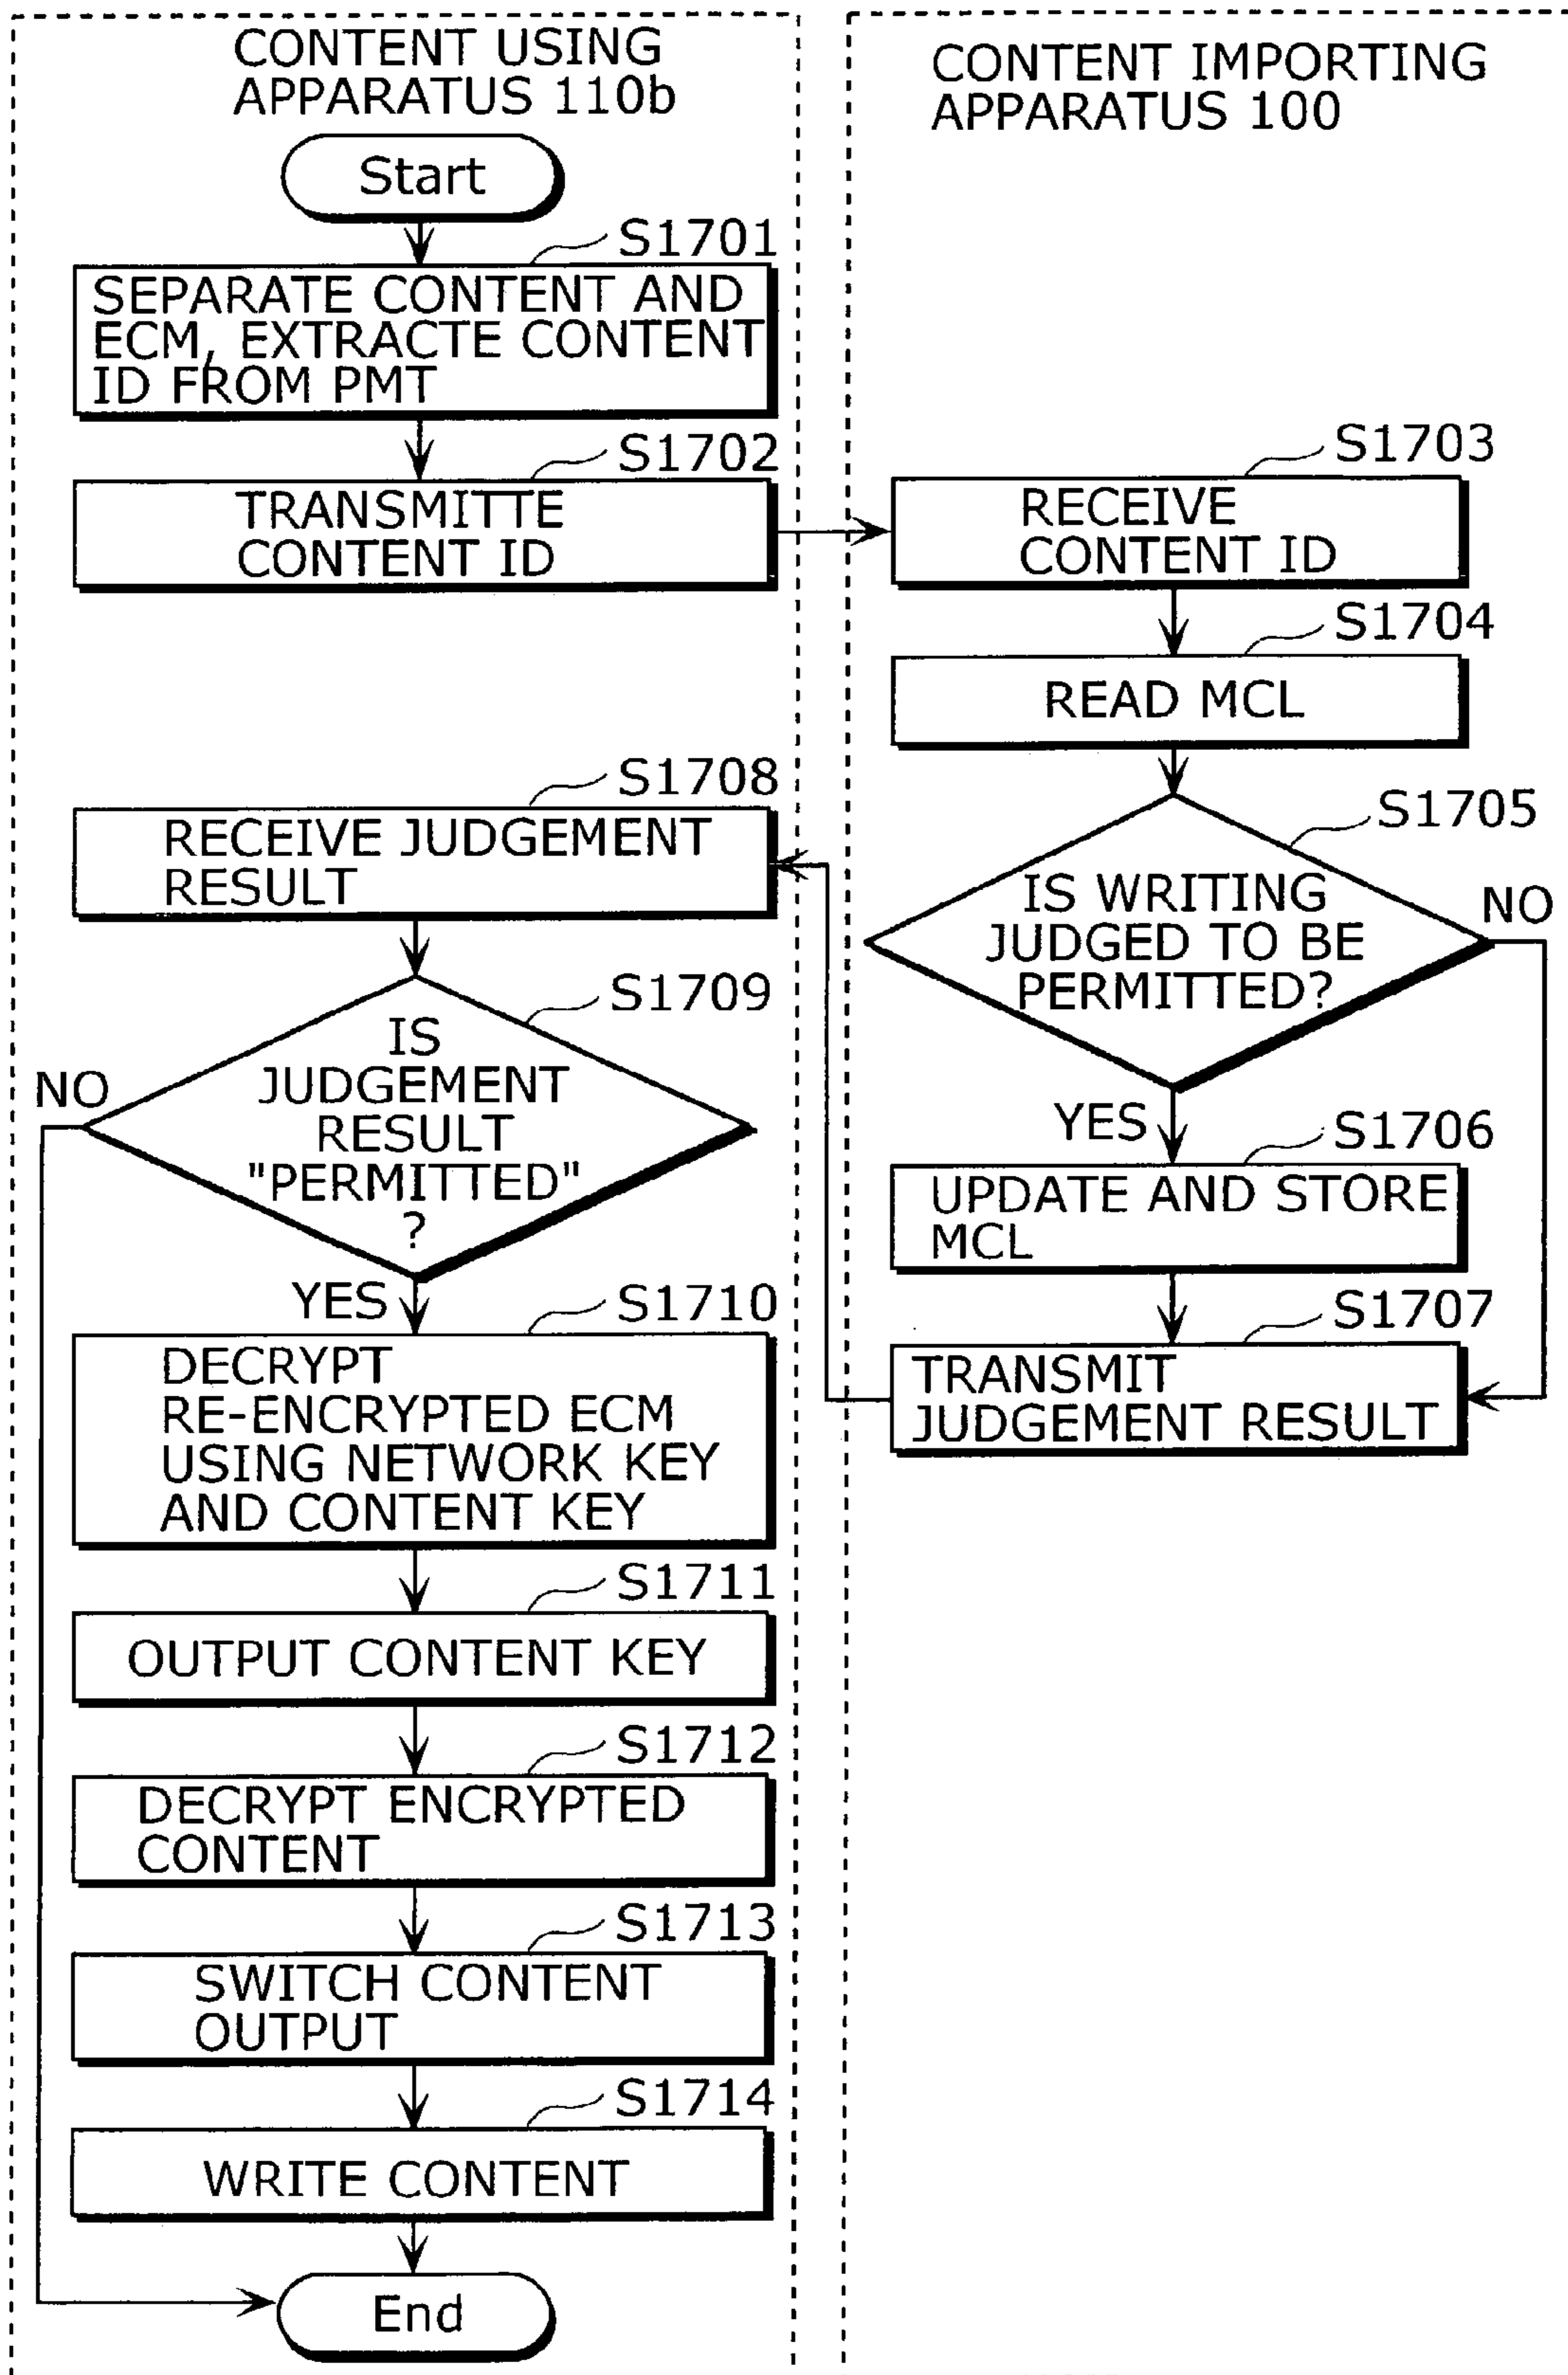 CONTENT USING
APPARATUS 110b
Start
S1701
SEPARATE CONTENT AND
ECM, EXTRACTE CONTENT
ID FROM PMT
S1702
TRANSMITTE
CONTENT ID
S1708
RECEIVE JUDGEMENT
RESULT
S1709
IS
JUDGEMENT
RESULT
"PERMITTED"
?
NO
YES
S1710
DECRYPT
RE-ENCRYPTED ECM
USING NETWORK KEY
AND CONTENT KEY
S1711
OUTPUT CONTENT KEY
S1712
DECRYPT ENCRYPTED
CONTENT
S1713
SWITCH CONTENT
OUTPUT
S1714
WRITE CONTENT
End
CONTENT IMPORTING
APPARATUS 100
S1703
RECEIVE
CONTENT ID
S1704
READ MCL
S1705
IS WRITING
JUDGED TO BE
PERMITTED?
NO
YES
S1706
UPDATE AND STORE
MCL
S1707
TRANSMIT
JUDGEMENT RESULT